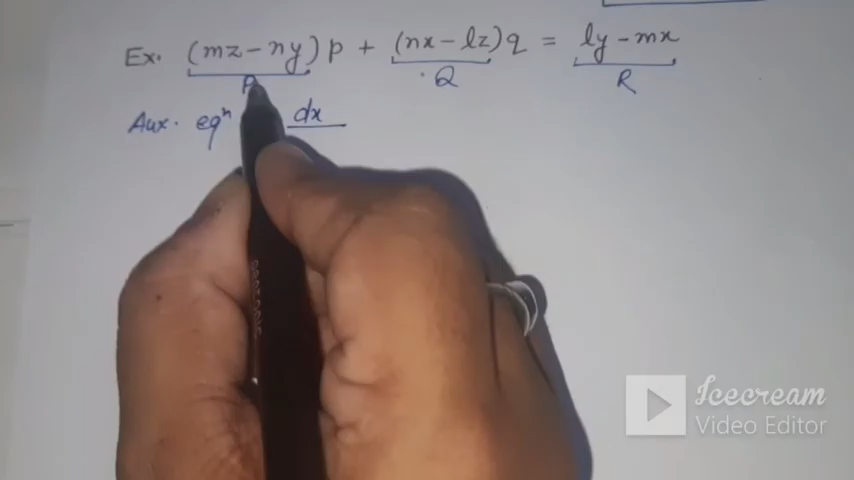 Ex. (mz - ny) p + (nx - lz) q = ly - mx
P Q R
Aux. eqⁿ dx
Icecream
Video Editor